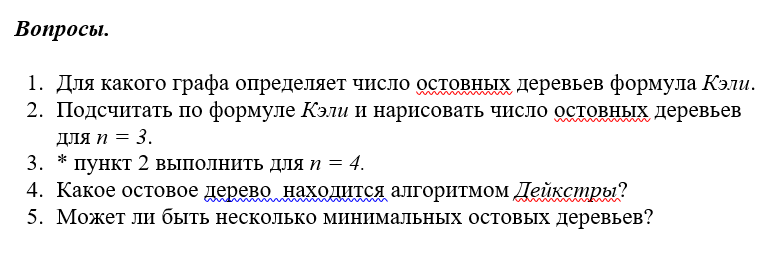 Вопросы.
1. Для какого графа определяет число остовных деревьев формула Кэли.
2. Подсчитать по формуле Кэли и нарисовать число остовных деревьев
для n = 3.
3. * пункт 2 выполнить для n = 4.
4. Какое остовое дерево находится алгоритмом Дейкстры?
5. Может ли быть несколько минимальных остовых деревьев?